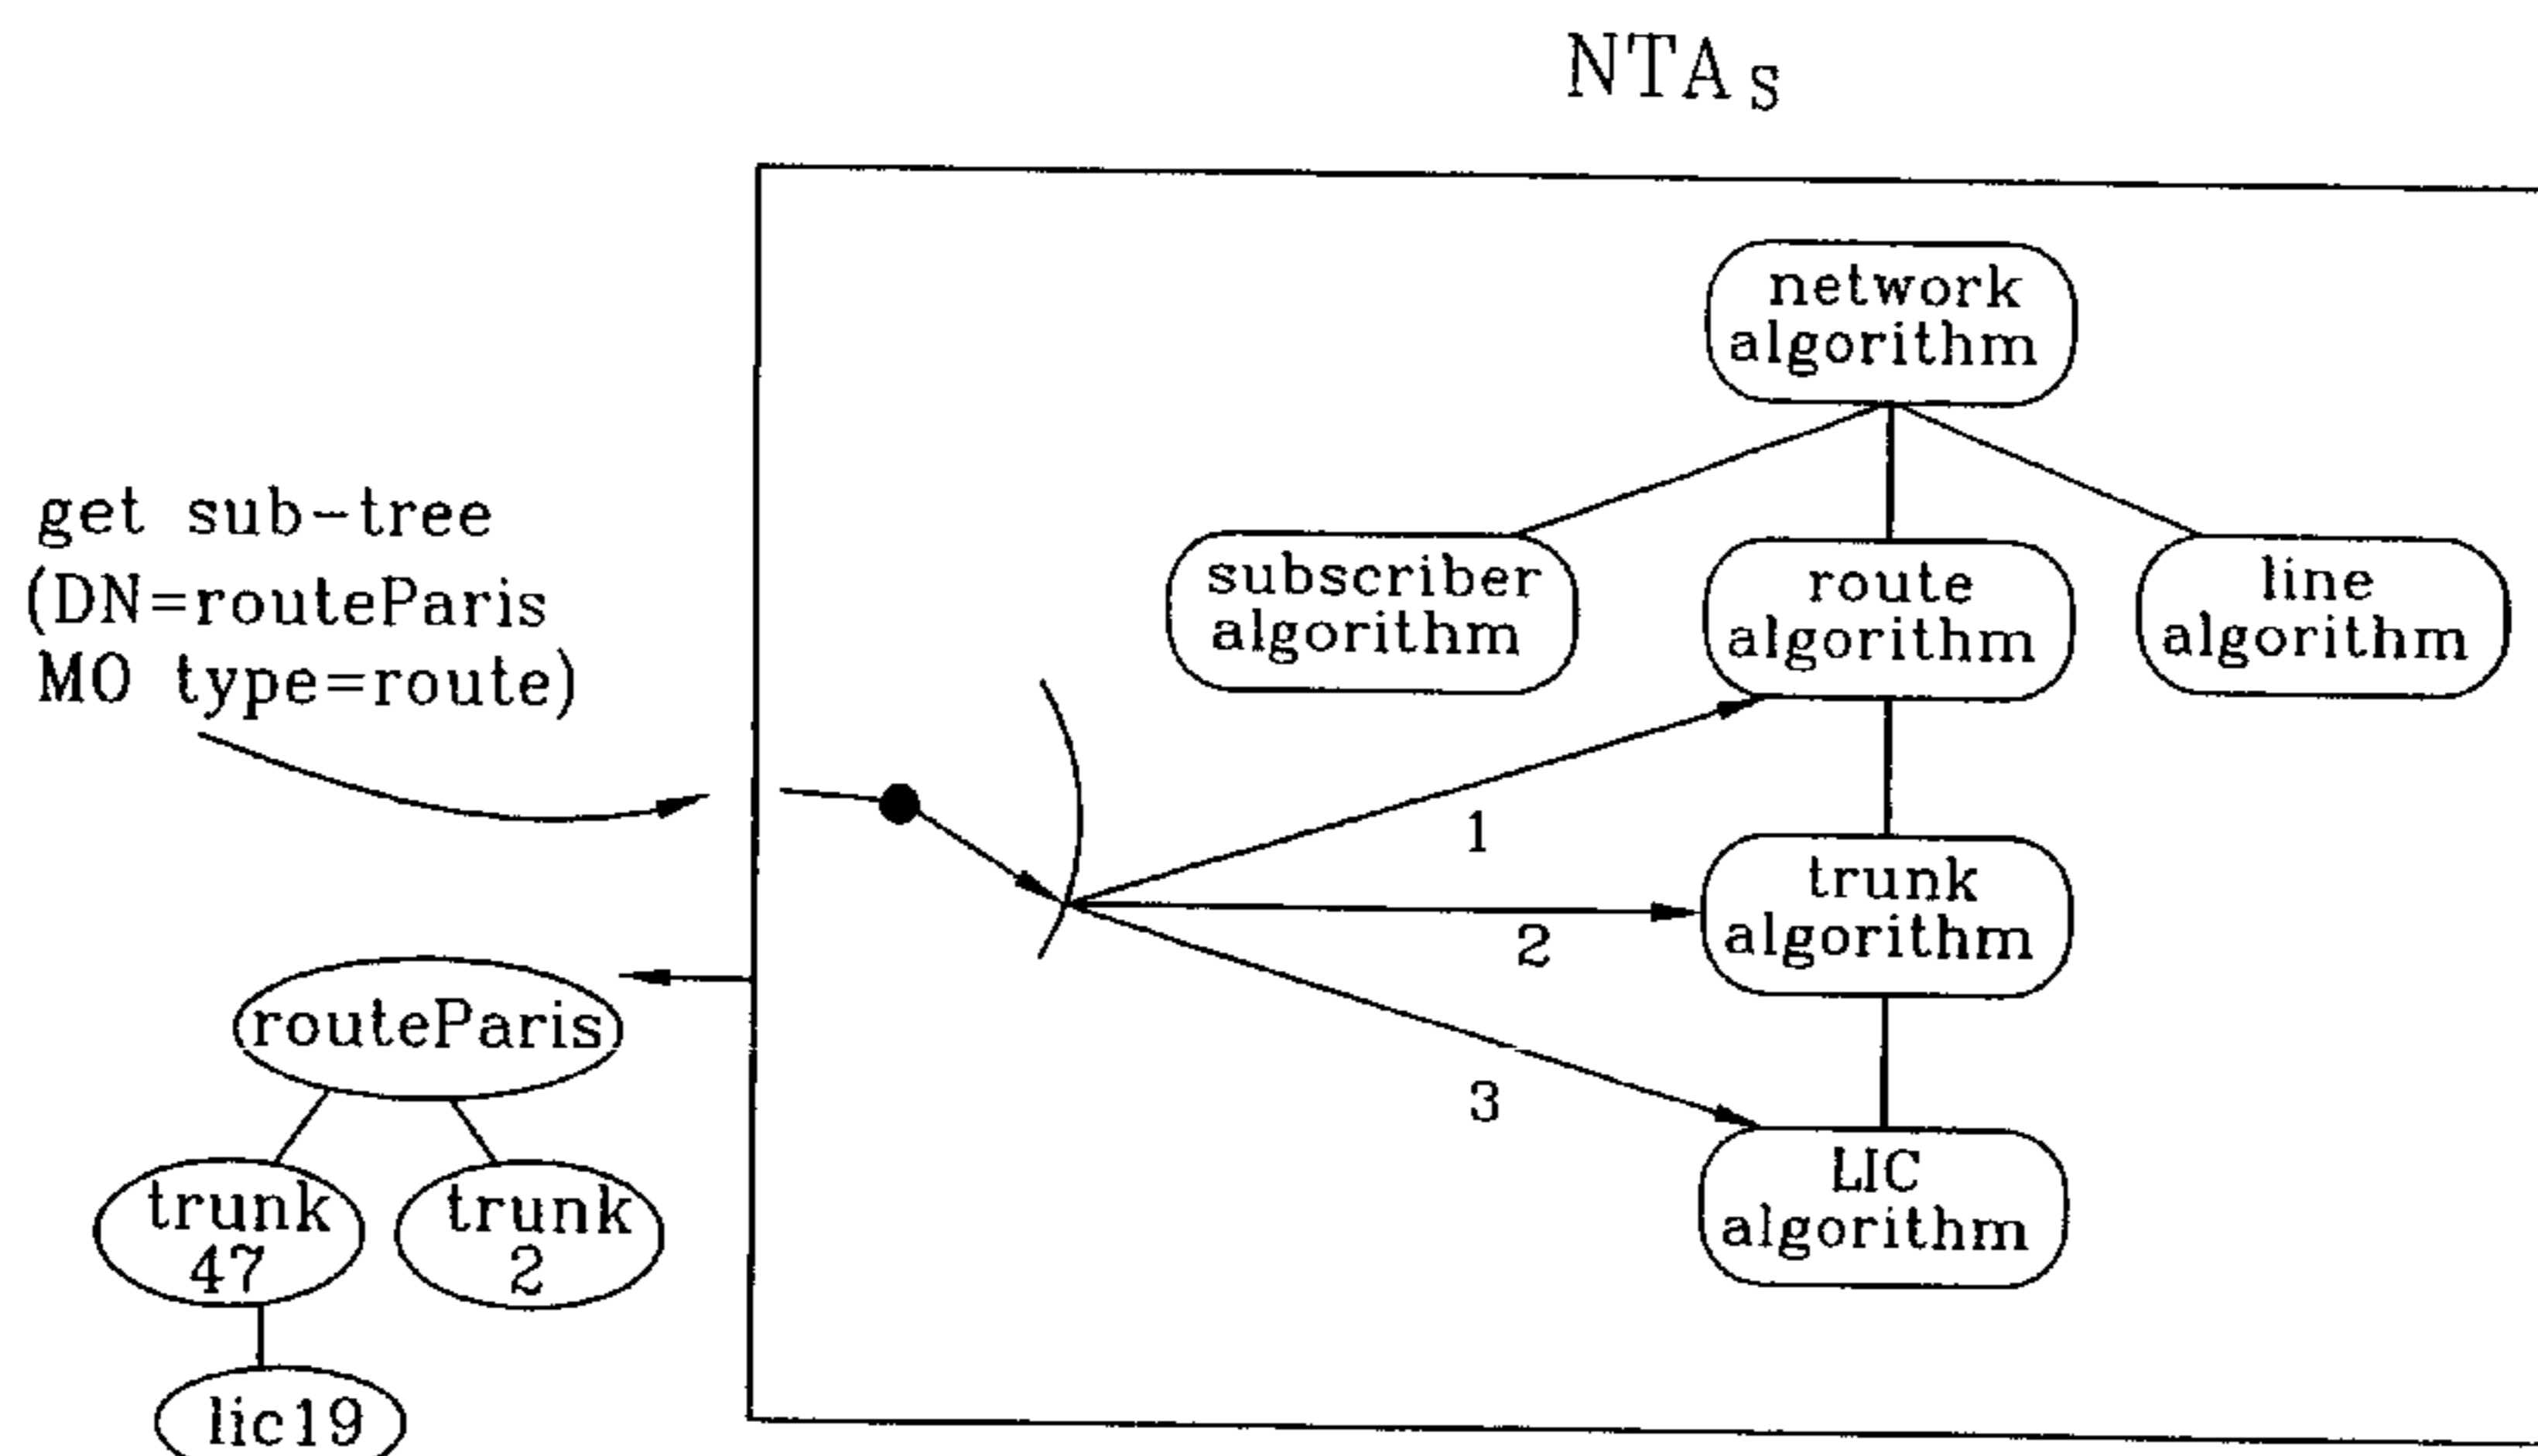 NTAs
network
algorithm
get sub-tree
(DN=routeParis
MO type=route)
subscriber
algorithm
route
algorithm
line
algorithm
1
2
3
trunk
algorithm
LIC
algorithm
routeParis
trunk
47
trunk
2
lic19